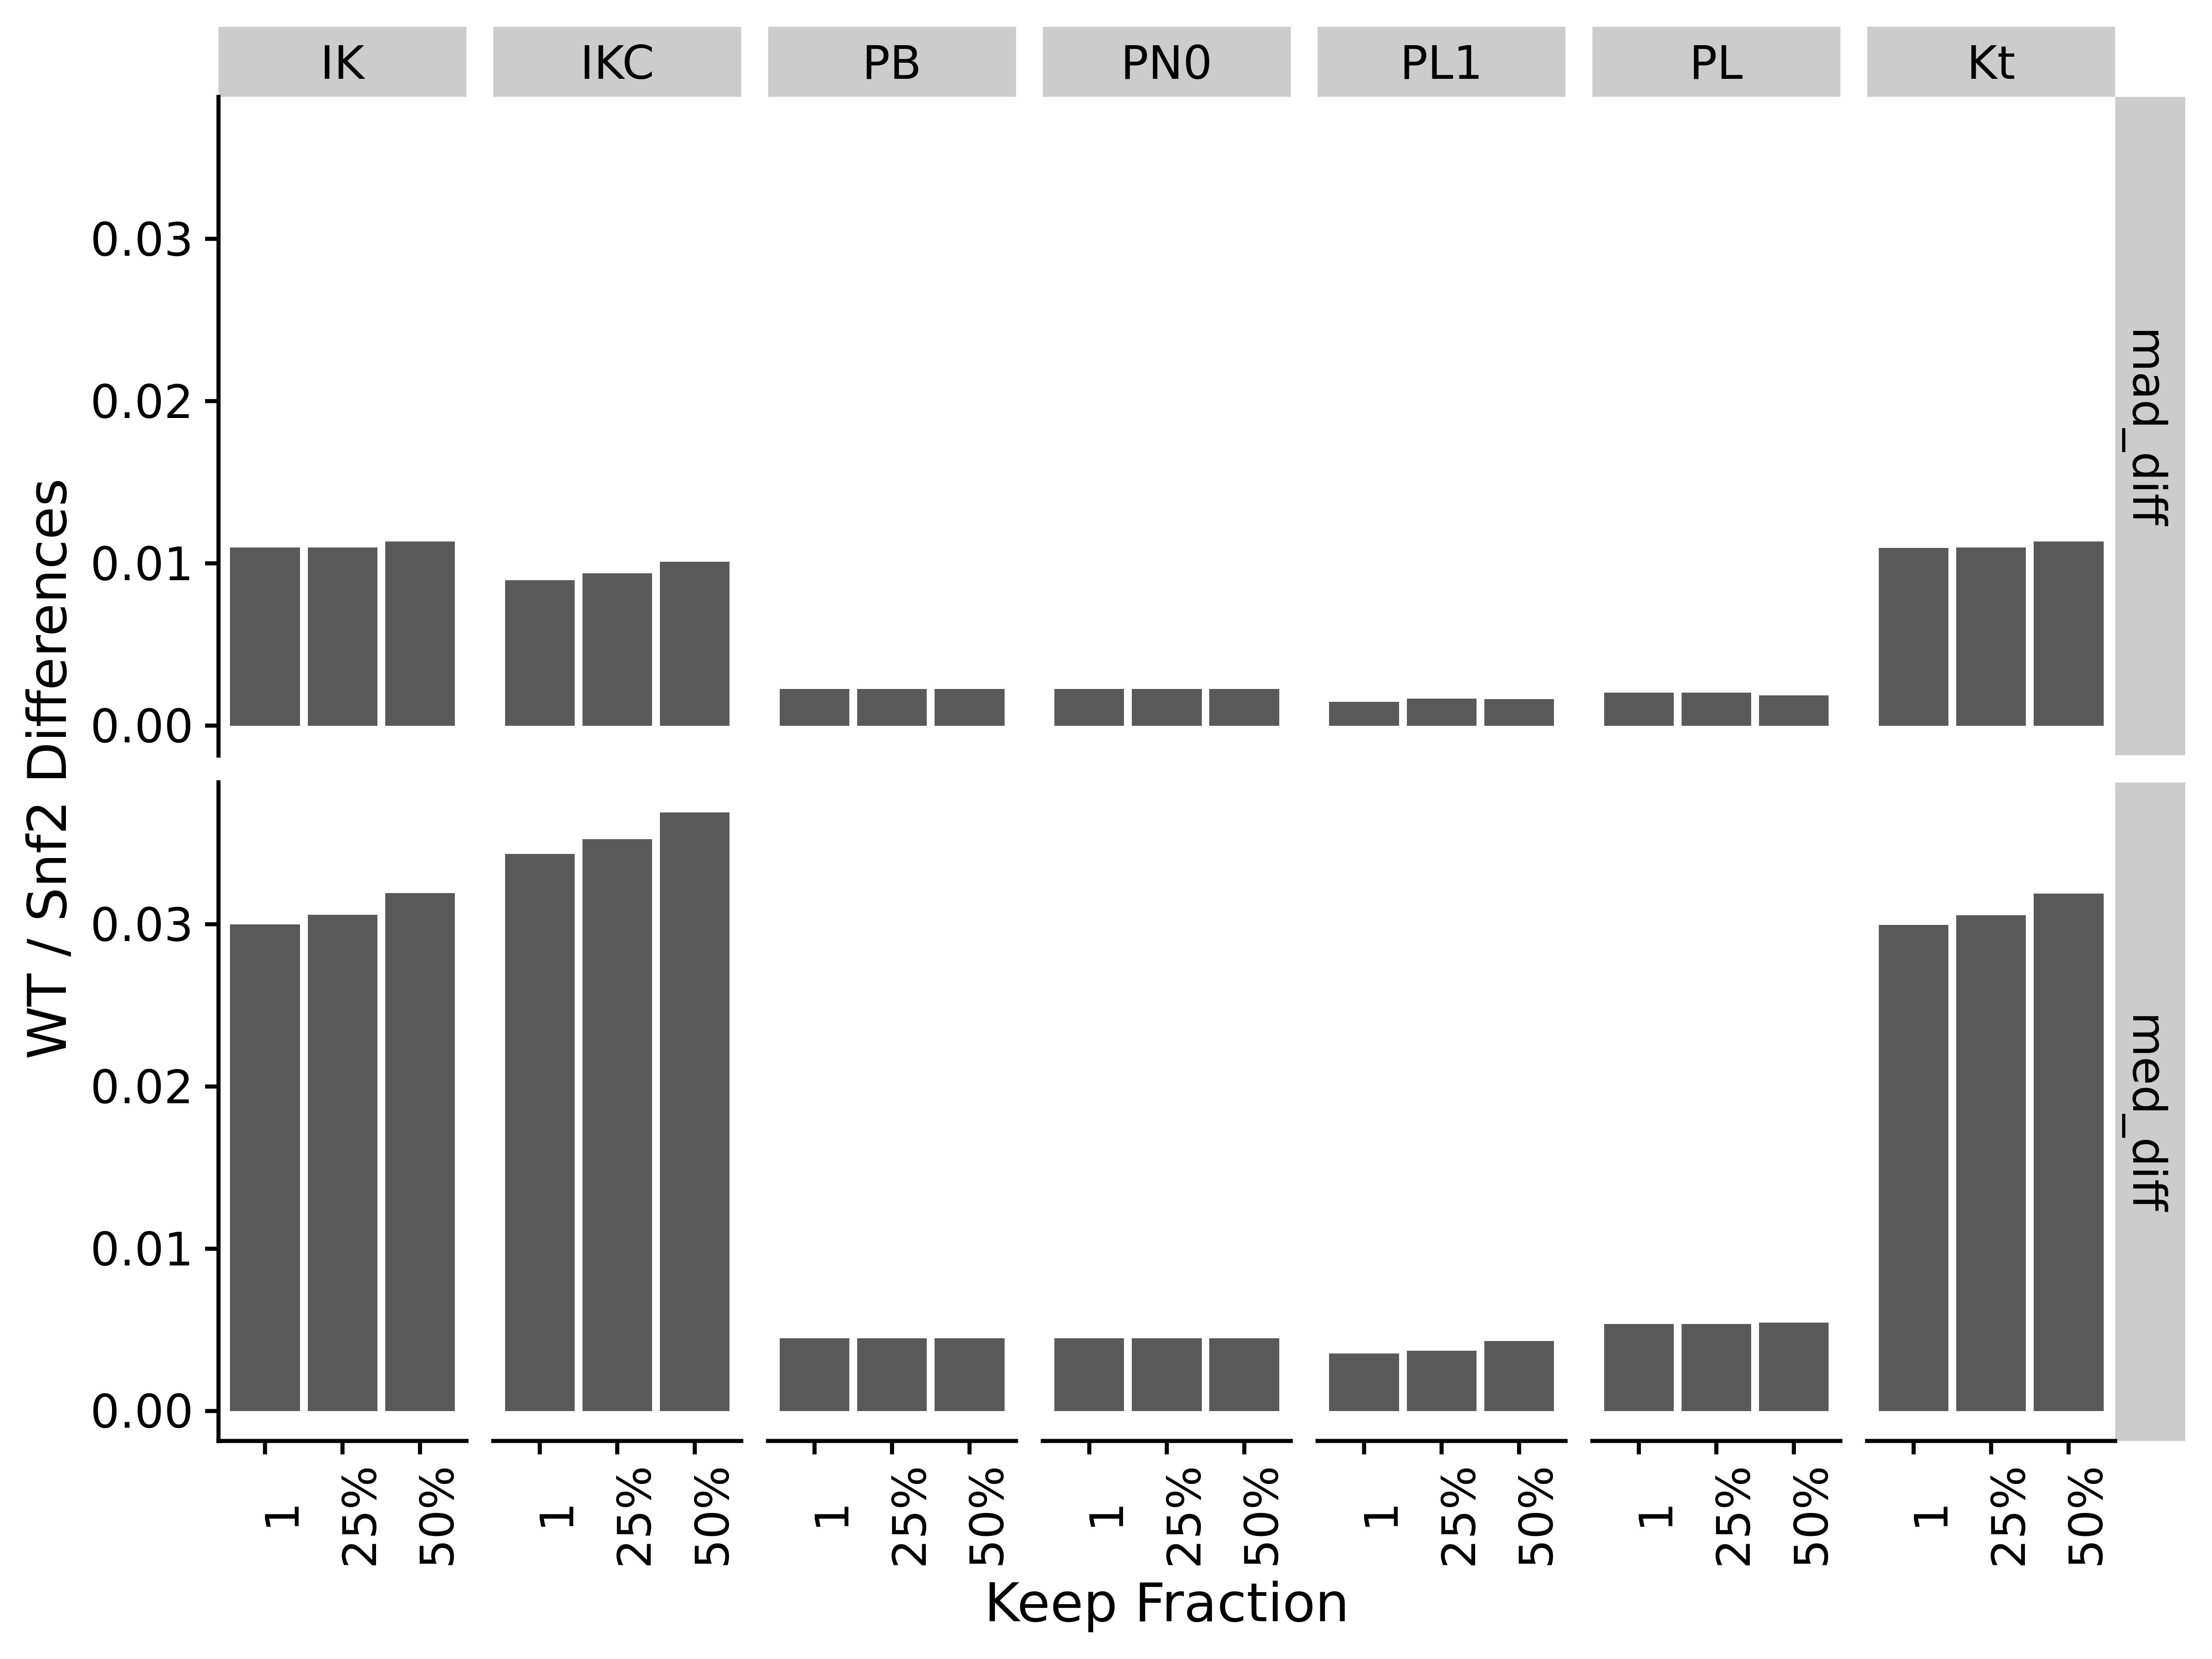 IK IKC PB PN0 PL1 PL Kt
WT / Snf2 Differences
0.03
0.02
0.01
0.00
mad_diff
0.03
0.02
0.01
0.00
med_diff
1 25% 50% 1 25% 50% 1 25% 50% 1 25% 50% 1 25% 50% 1 25% 50% 1 25% 50%
Keep Fraction